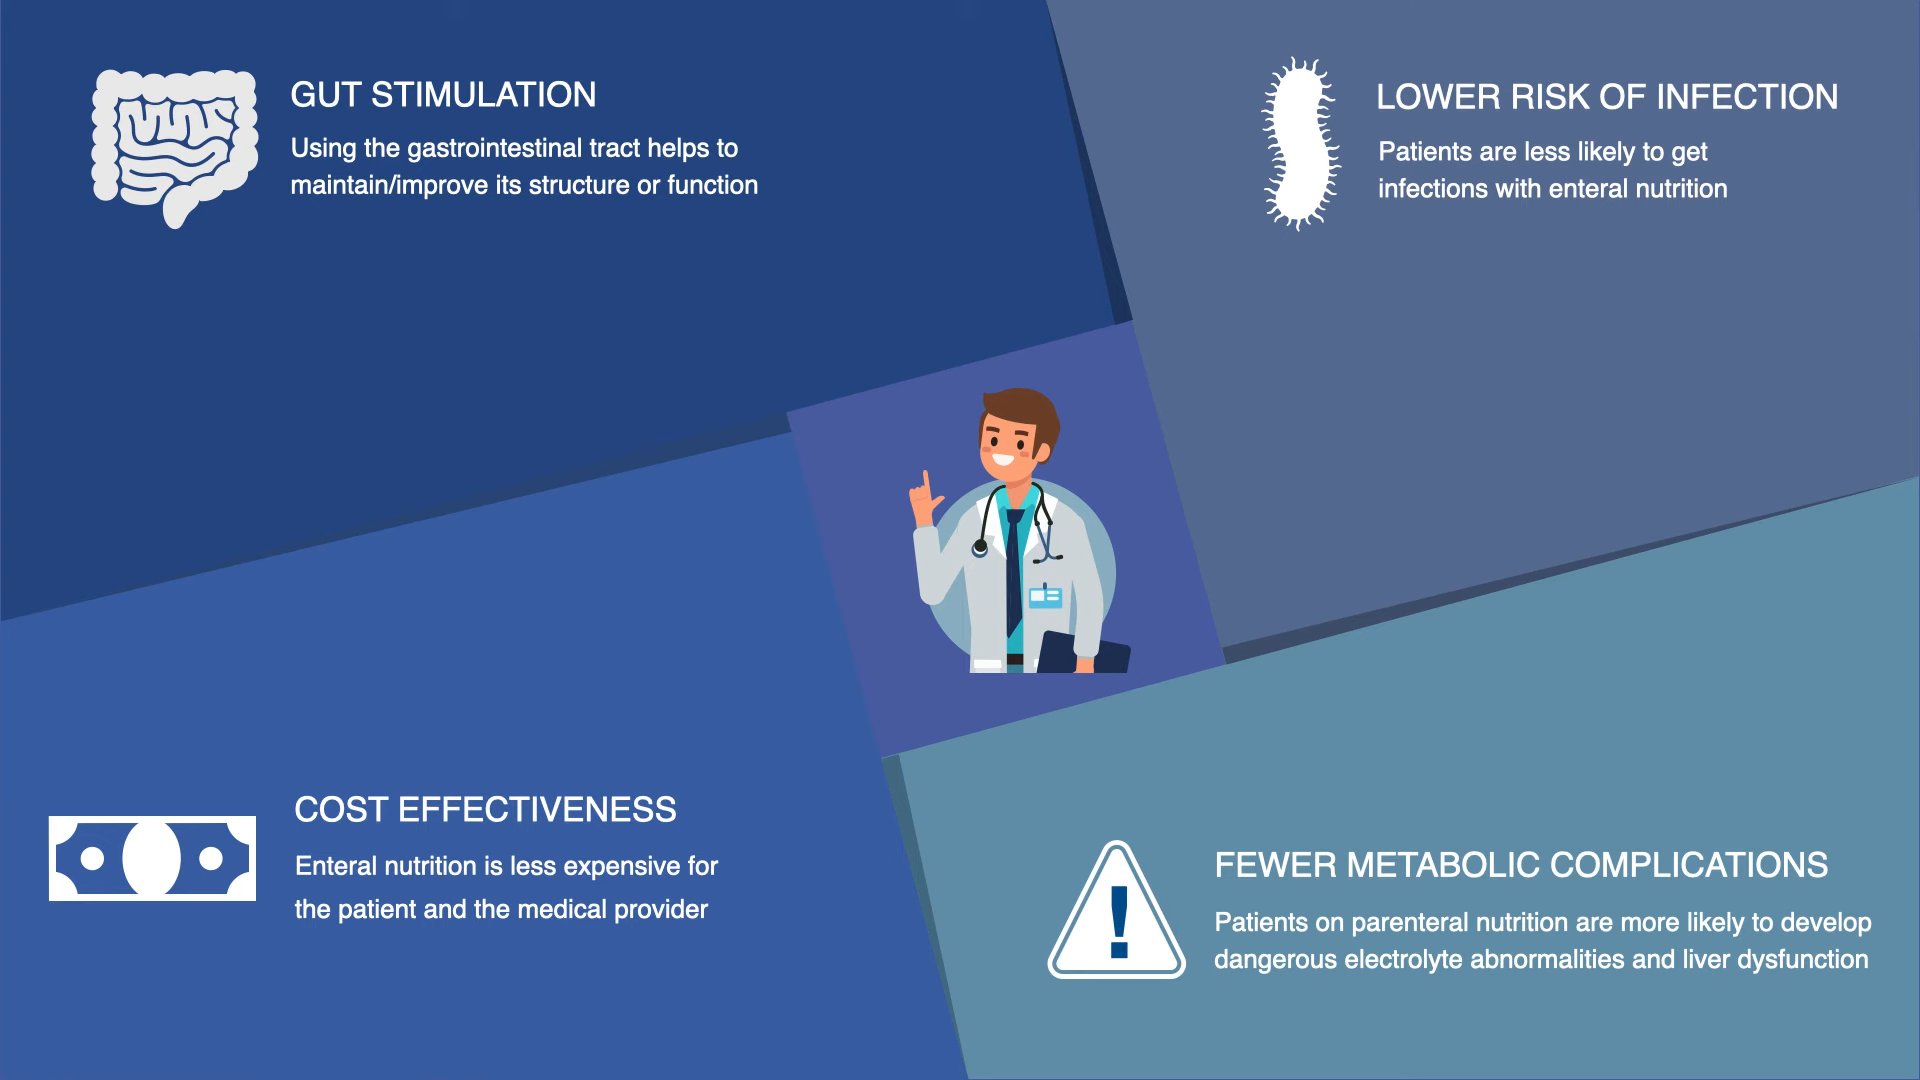 GUT STIMULATION
Using the gastrointestinal tract helps to
maintain/improve its structure or function
LOWER RISK OF INFECTION
Patients are less likely to get
infections with enteral nutrition
COST EFFECTIVENESS
Enteral nutrition is less expensive for
the patient and the medical provider
!
FEWER METABOLIC COMPLICATIONS
Patients on parenteral nutrition are more likely to develop
dangerous electrolyte abnormalities and liver dysfunction